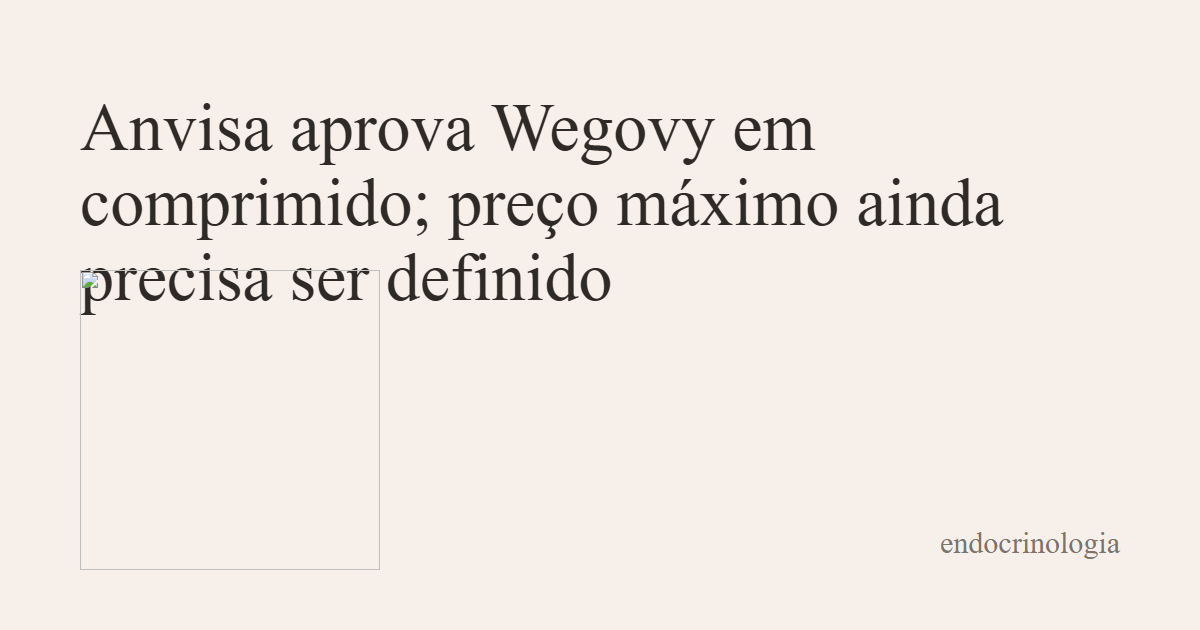 Anvisa aprova Wegovy em
comprimido; preço máximo ainda
precisa ser definido
endocrinologia